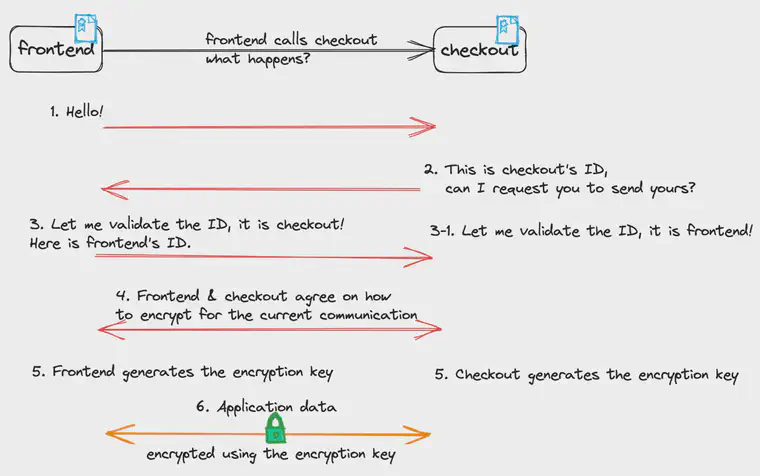 frontend
frontend calls checkout
what happens?
checkout
1. Hello!
2. This is checkout's ID,
can I request you to send yours?
3. Let me validate the ID, it is checkout!
Here is frontend's ID.
3-1. Let me validate the ID, it is frontend!
4. Frontend & checkout agree on how
to encrypt for the current communication
5. Frontend generates the encryption key
5. Checkout generates the encryption key
6. Application data
encrypted using the encryption key